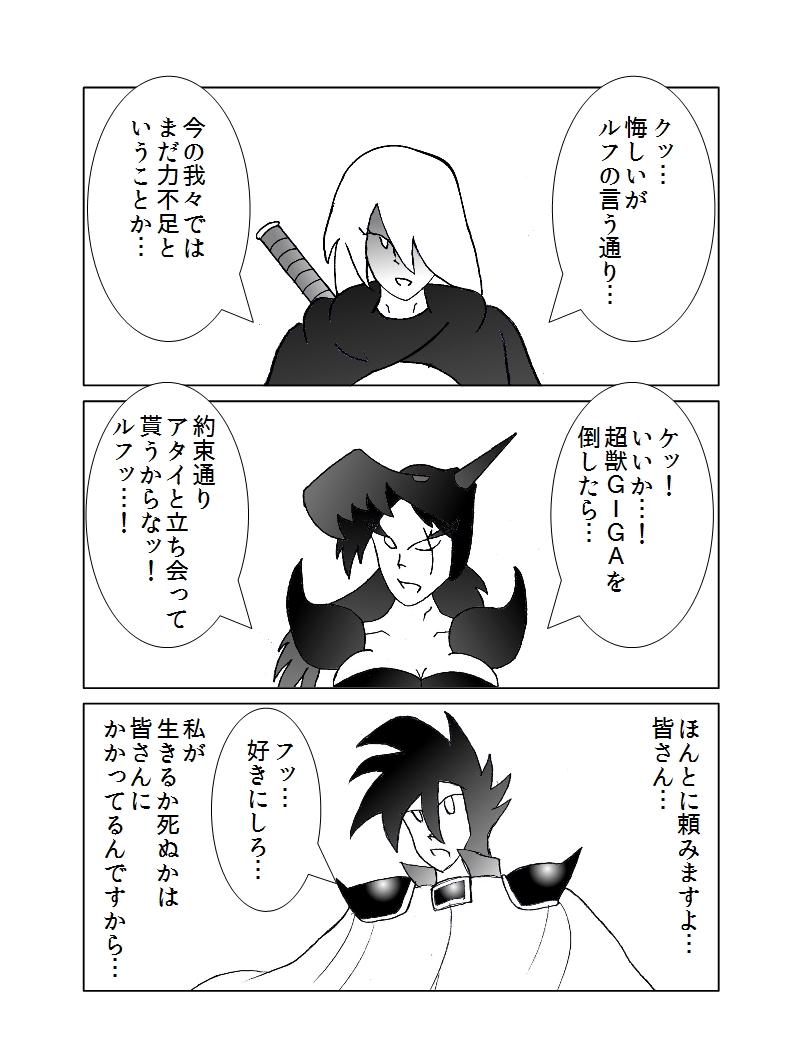 クッ…
悔しいが
ルフの言う通り…
今の我々では
まだ力不足と
いうことか…
ケッ！
いいか…！
超獣ＧＩＧＡを
倒したら…
約束通り
アタイと立ち会って
貰うからなッ！
ルフッ…！
ほんとに頼みますよ…
皆さん…
フッ…
好きにしろ…
私が
生きるか死ぬかは
皆さんに
かかってるんですから…